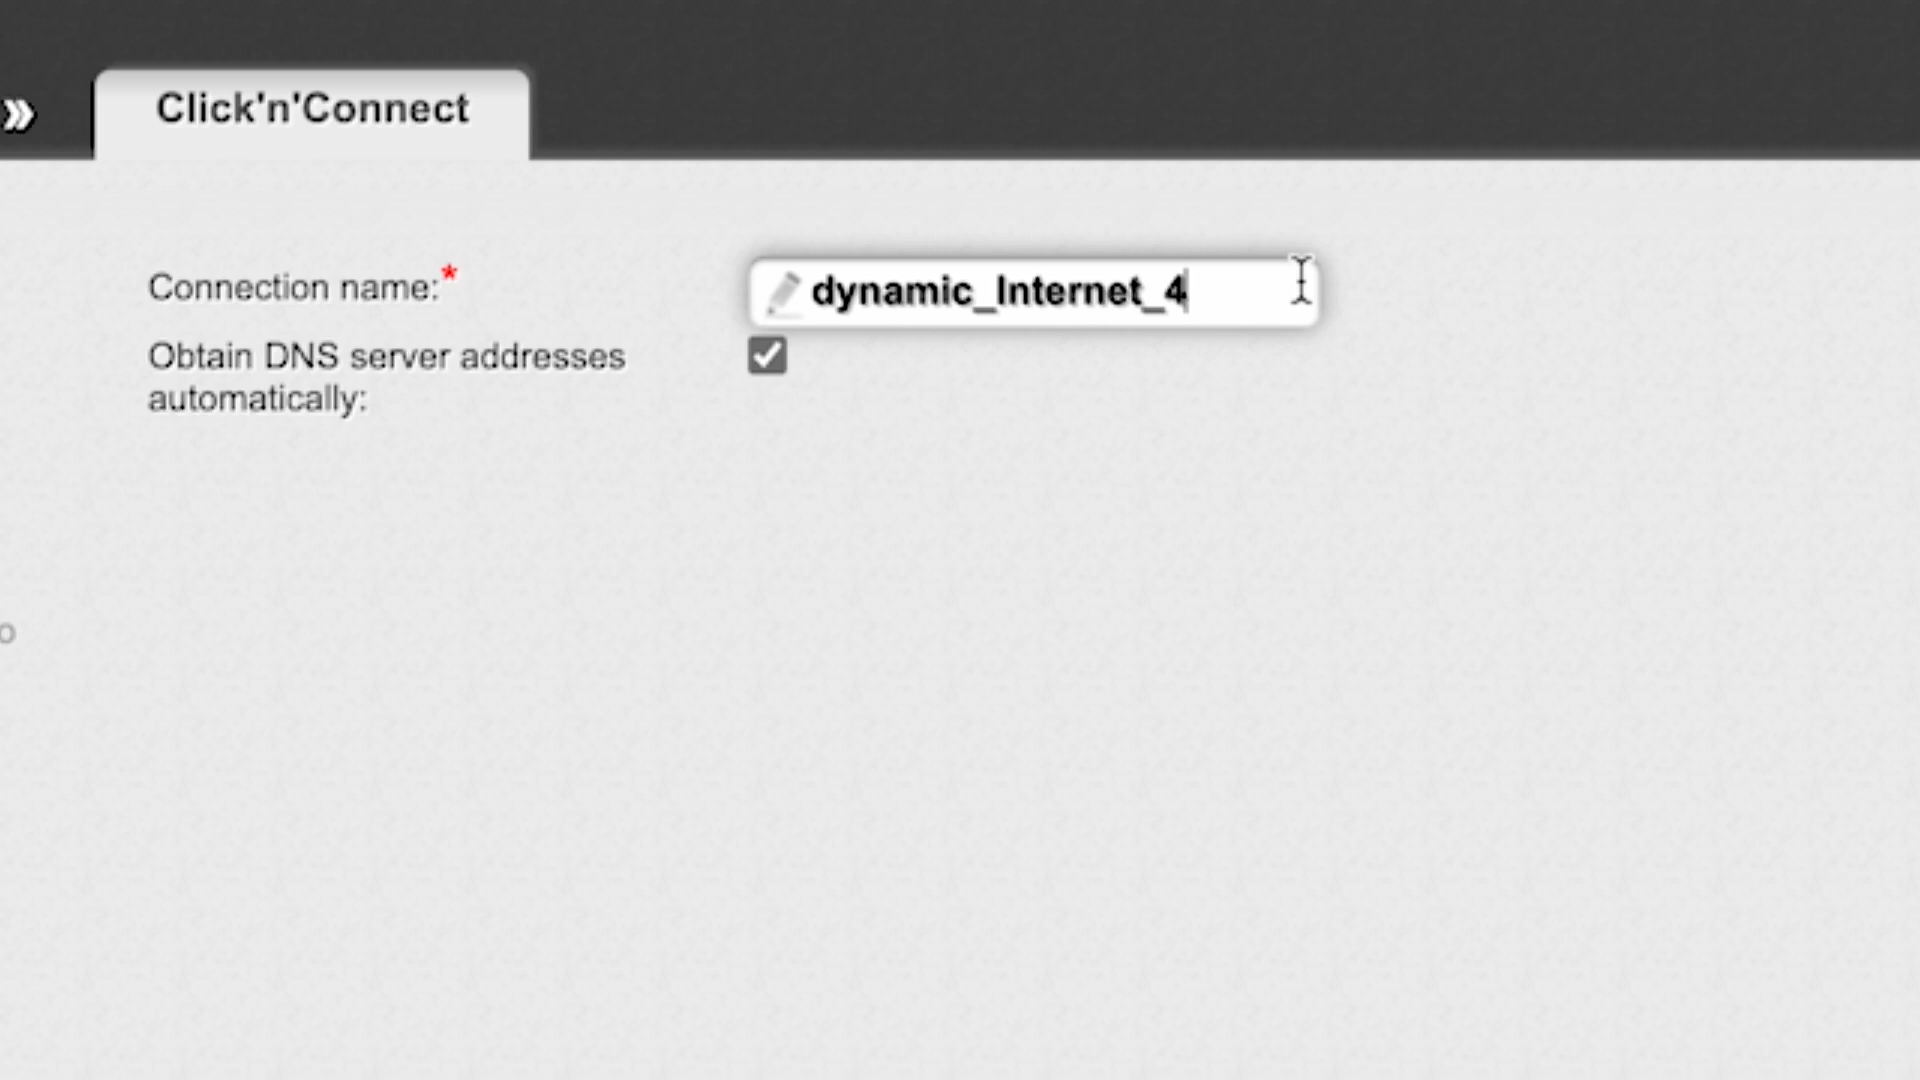 » Click'n'Connect
Connection name:* dynamic_Internet_4
Obtain DNS server addresses
automatically:
o